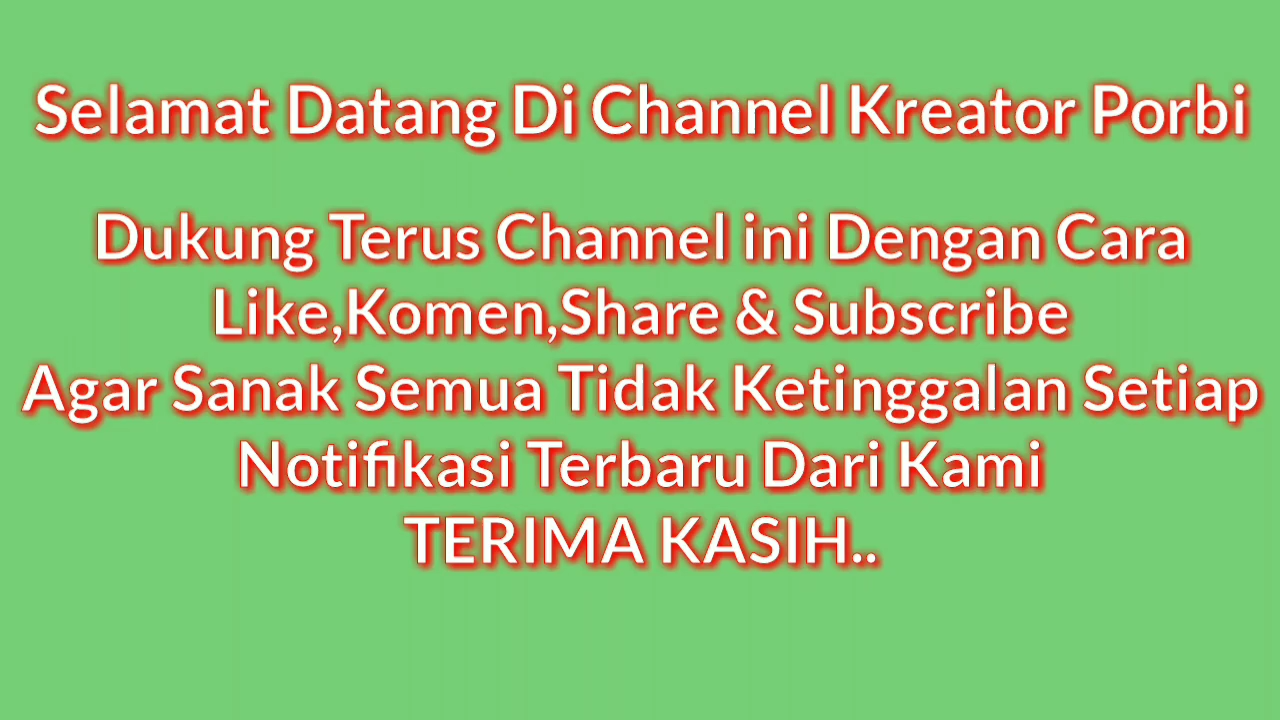 Selamat Datang Di Channel Kreator Porbi
Dukung Terus Channel ini Dengan Cara
Like,Komen,Share & Subscribe
Agar Sanak Semua Tidak Ketinggalan Setiap
Notifikasi Terbaru Dari Kami
TERIMA KASIH..